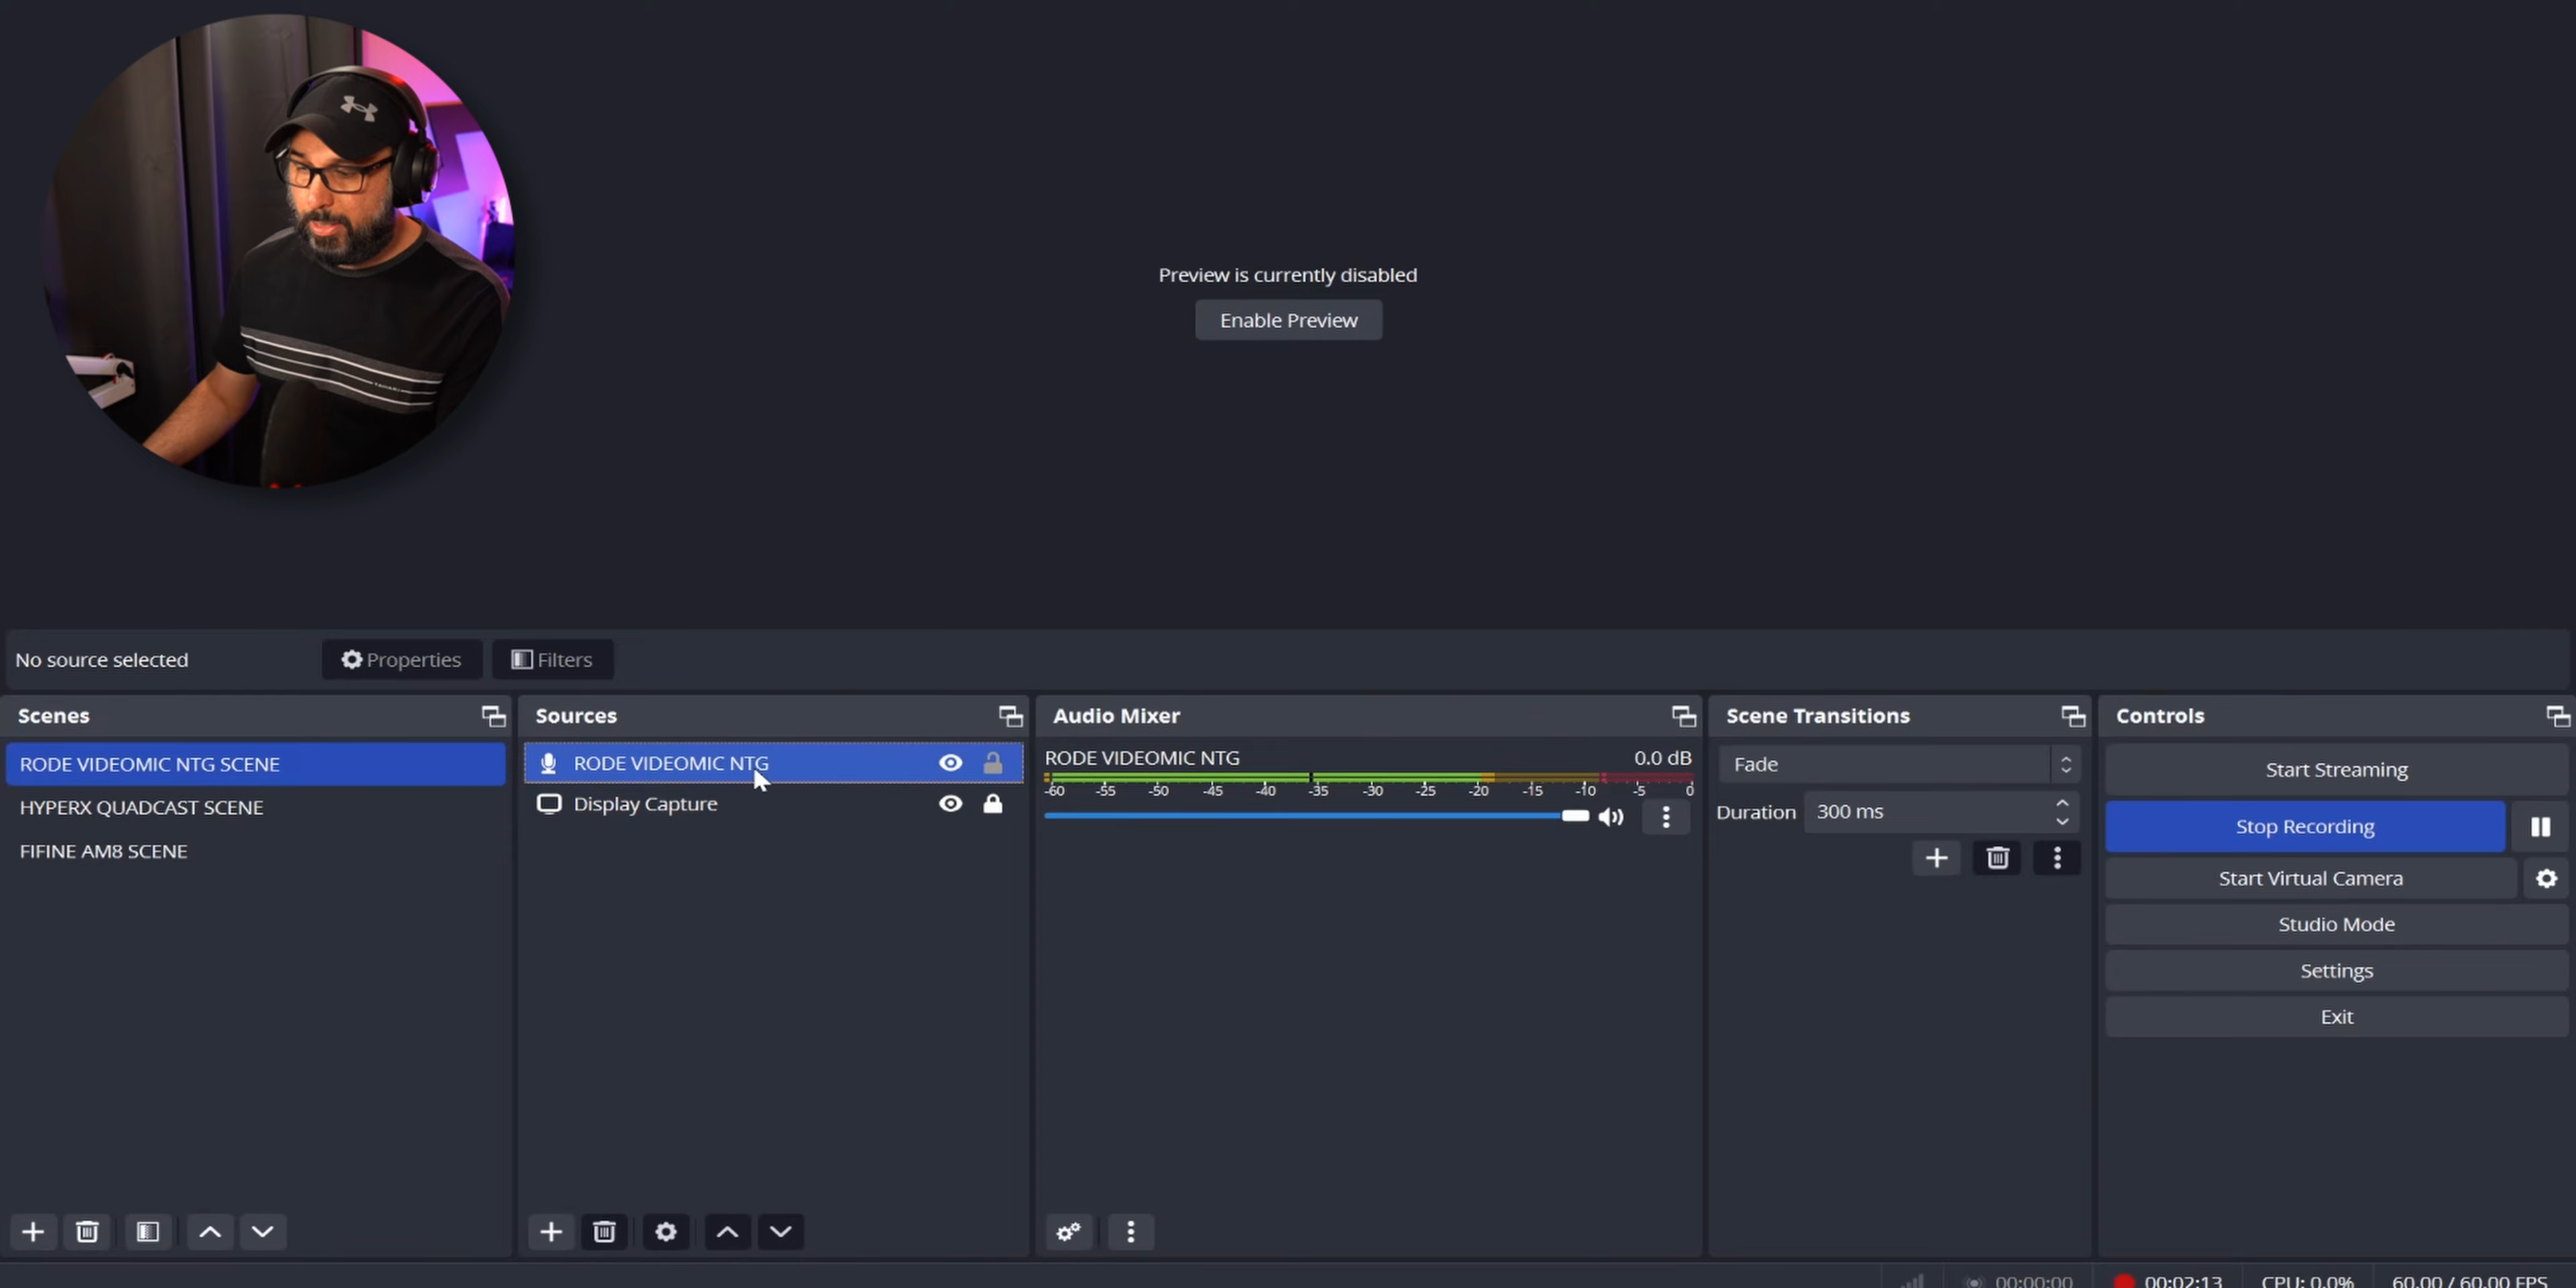 Preview is currently disabled
Enable Preview
No source selected
Properties
Filters
Scenes
RODE VIDEOMIC NTG SCENE
HYPERX QUADCAST SCENE
FIFINE AM8 SCENE
Sources
RODE VIDEOMIC NTG
Display Capture
Audio Mixer
RODE VIDEOMIC NTG 0.0 dB
-60 -55 -50 -45 -40 -35 -30 -25 -20 -15 -10 -5 0
Scene Transitions
Fade
Duration 300 ms
Controls
Start Streaming
Stop Recording
Start Virtual Camera
Studio Mode
Settings
Exit
00:00:00 00:02:13 CPU: 0.0% 60.00 / 60.00 FPS